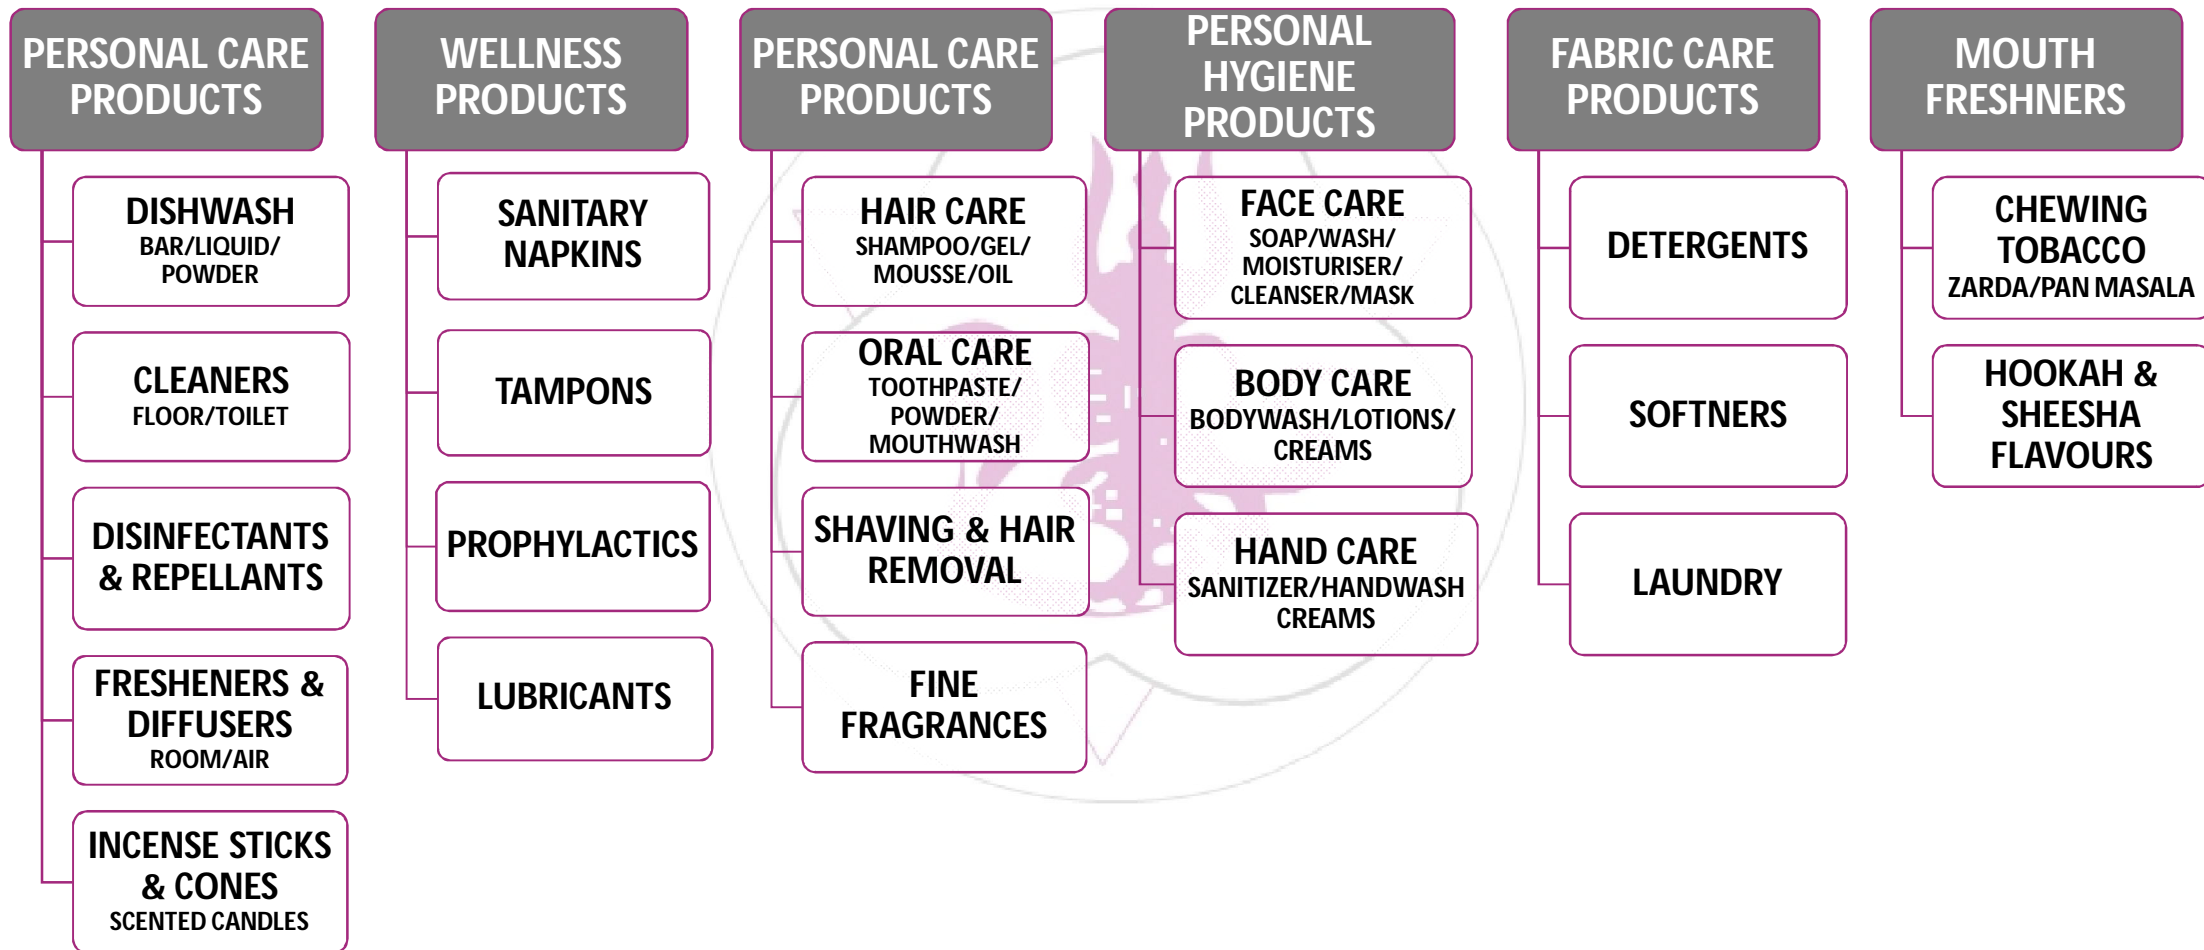 PERSONAL CARE
PRODUCTS
DISHWASH
BAR/LIQUID/
POWDER
CLEANERS
FLOOR/TOILET
DISINFECTANTS
& REPELLANTS
FRESHENERS &
DIFFUSERS
ROOM/AIR
INCENSE STICKS
& CONES
SCENTED CANDLES
WELLNESS
PRODUCTS
SANITARY
NAPKINS
TAMPONS
PROPHYLACTICS
LUBRICANTS
PERSONAL CARE
PRODUCTS
HAIR CARE
SHAMPOO/GEL/
MOUSSE/OIL
ORAL CARE
TOOTHPASTE/
POWDER/
MOUTHWASH
SHAVING & HAIR
REMOVAL
FINE
FRAGRANCES
PERSONAL
HYGIENE
PRODUCTS
FACE CARE
SOAP/WASH/
MOISTURISER/
CLEANSER/MASK
BODY CARE
BODYWASH/LOTIONS/
CREAMS
HAND CARE
SANITIZER/HANDWASH
CREAMS
FABRIC CARE
PRODUCTS
DETERGENTS
SOFTNERS
LAUNDRY
MOUTH
FRESHNERS
CHEWING
TOBACCO
ZARDA/PAN MASALA
HOOKAH &
SHEESHA
FLAVOURS